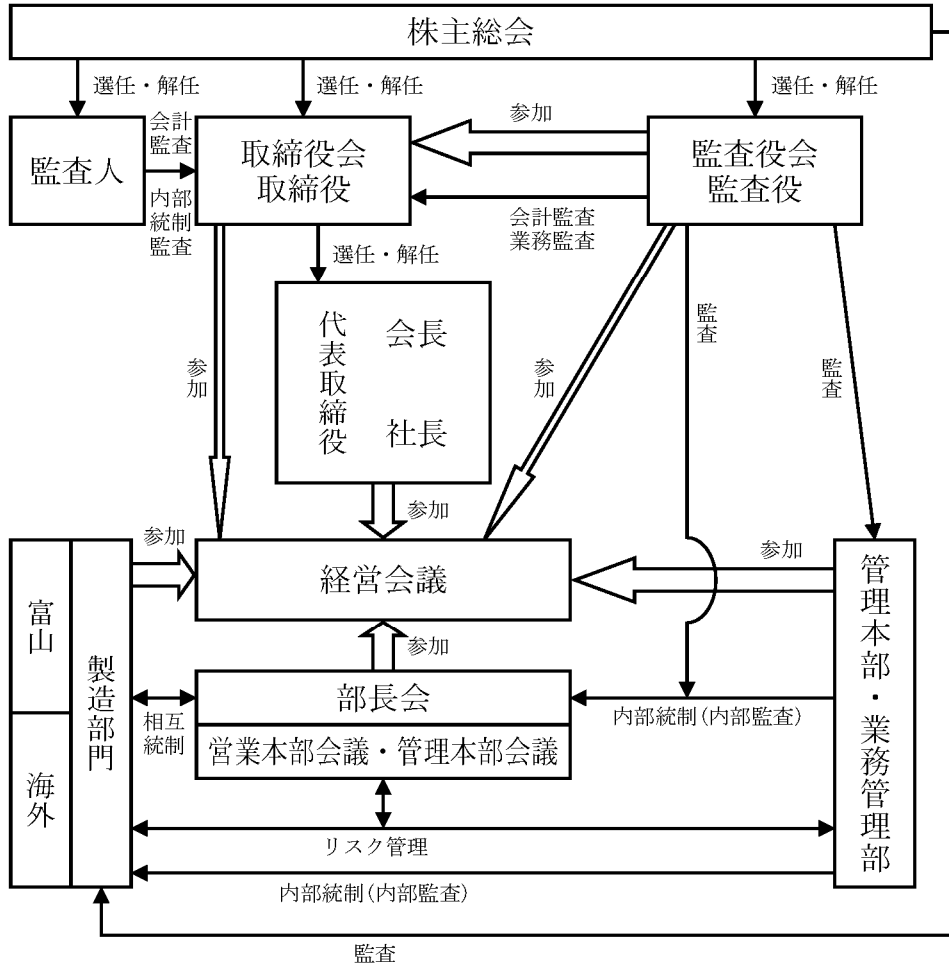 株主総会
選任・解任
選任・解任
選任・解任
監査人
会計
監査
内部
統制
監査
取締役会
取締役
参加
会計監査
業務監査
監査役会
監査役
選任・解任
代表取締役
会長
社長
参加
参加
監査
監査
参加
参加
経営会議
参加
参加
富山
海外
製造部門
部長会
営業本部会議・管理本部会議
相互
統制
内部統制(内部監査)
管理本部・業務管理部
リスク管理
内部統制(内部監査)
監査